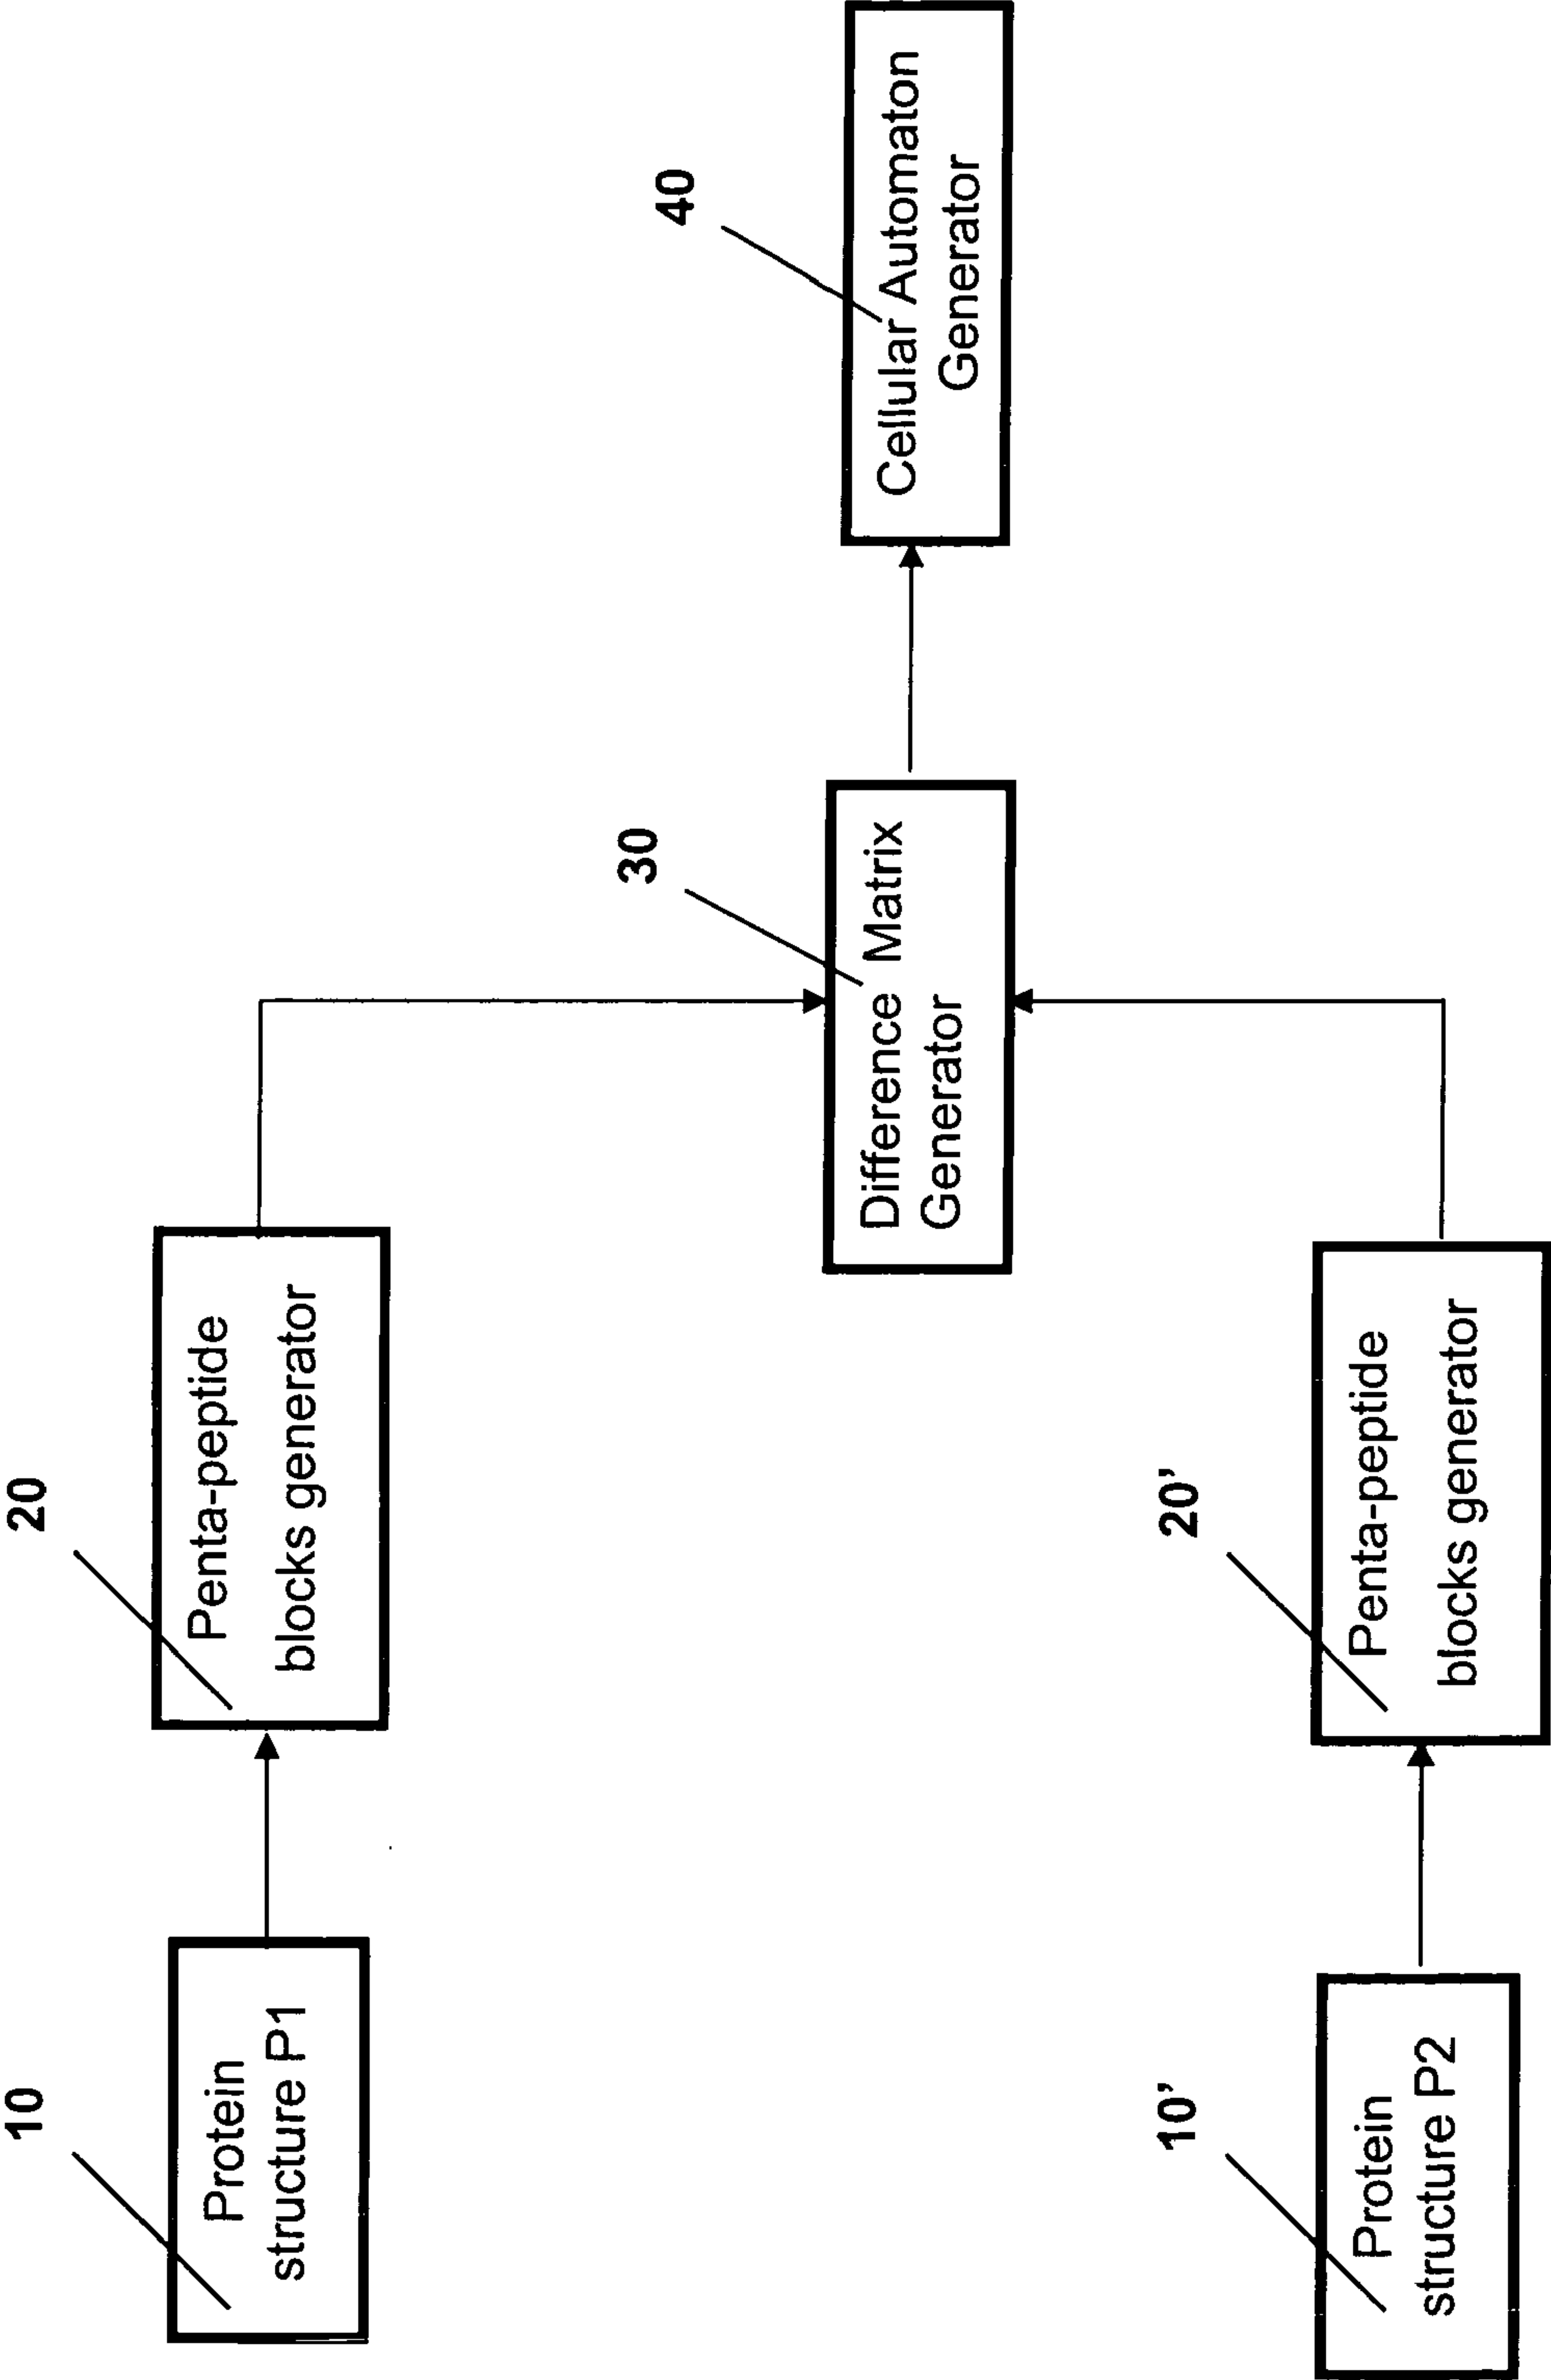 10
Protein
structure P1
20
Penta-peptide
blocks generator
30
Difference Matrix
Generator
40
Cellular Automaton
Generator
10'
Protein
structure P2
20'
Penta-peptide
blocks generator